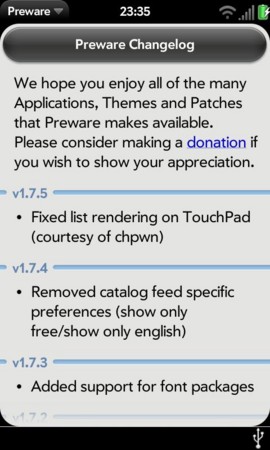 Preware 23:35
Preware Changelog
We hope you enjoy all of the many
Applications, Themes and Patches
that Preware makes available.
Please consider making a donation if
you wish to show your appreciation.
v1.7.5
• Fixed list rendering on TouchPad
(courtesy of chpwn)
v1.7.4
• Removed catalog feed specific
preferences (show only
free/show only english)
v1.7.3
• Added support for font packages
v1.7.2